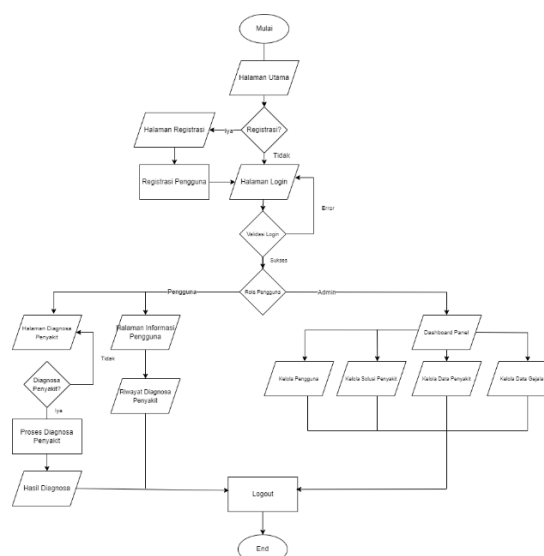 Mulai
Halaman Utama
Registrasi?
Iya
Halaman Registrasi
Tidak
Registrasi Pengguna
Halaman Login
Error
Validasi Login
Sukses
Pengguna
Role Pengguna
Admin
Halaman Diagnosa
Penyakit
Halaman Informasi
Pengguna
Dashboard Panel
Tidak
Diagnosa
Penyakit?
Riwayat Diagnosa
Penyakit
Kelola Pengguna
Kelola Solusi Penyakit
Kelola Data Penyakit
Kelola Data Gejala
Iya
Proses Diagnosa
Penyakit
Hasil Diagnosa
Logout
End